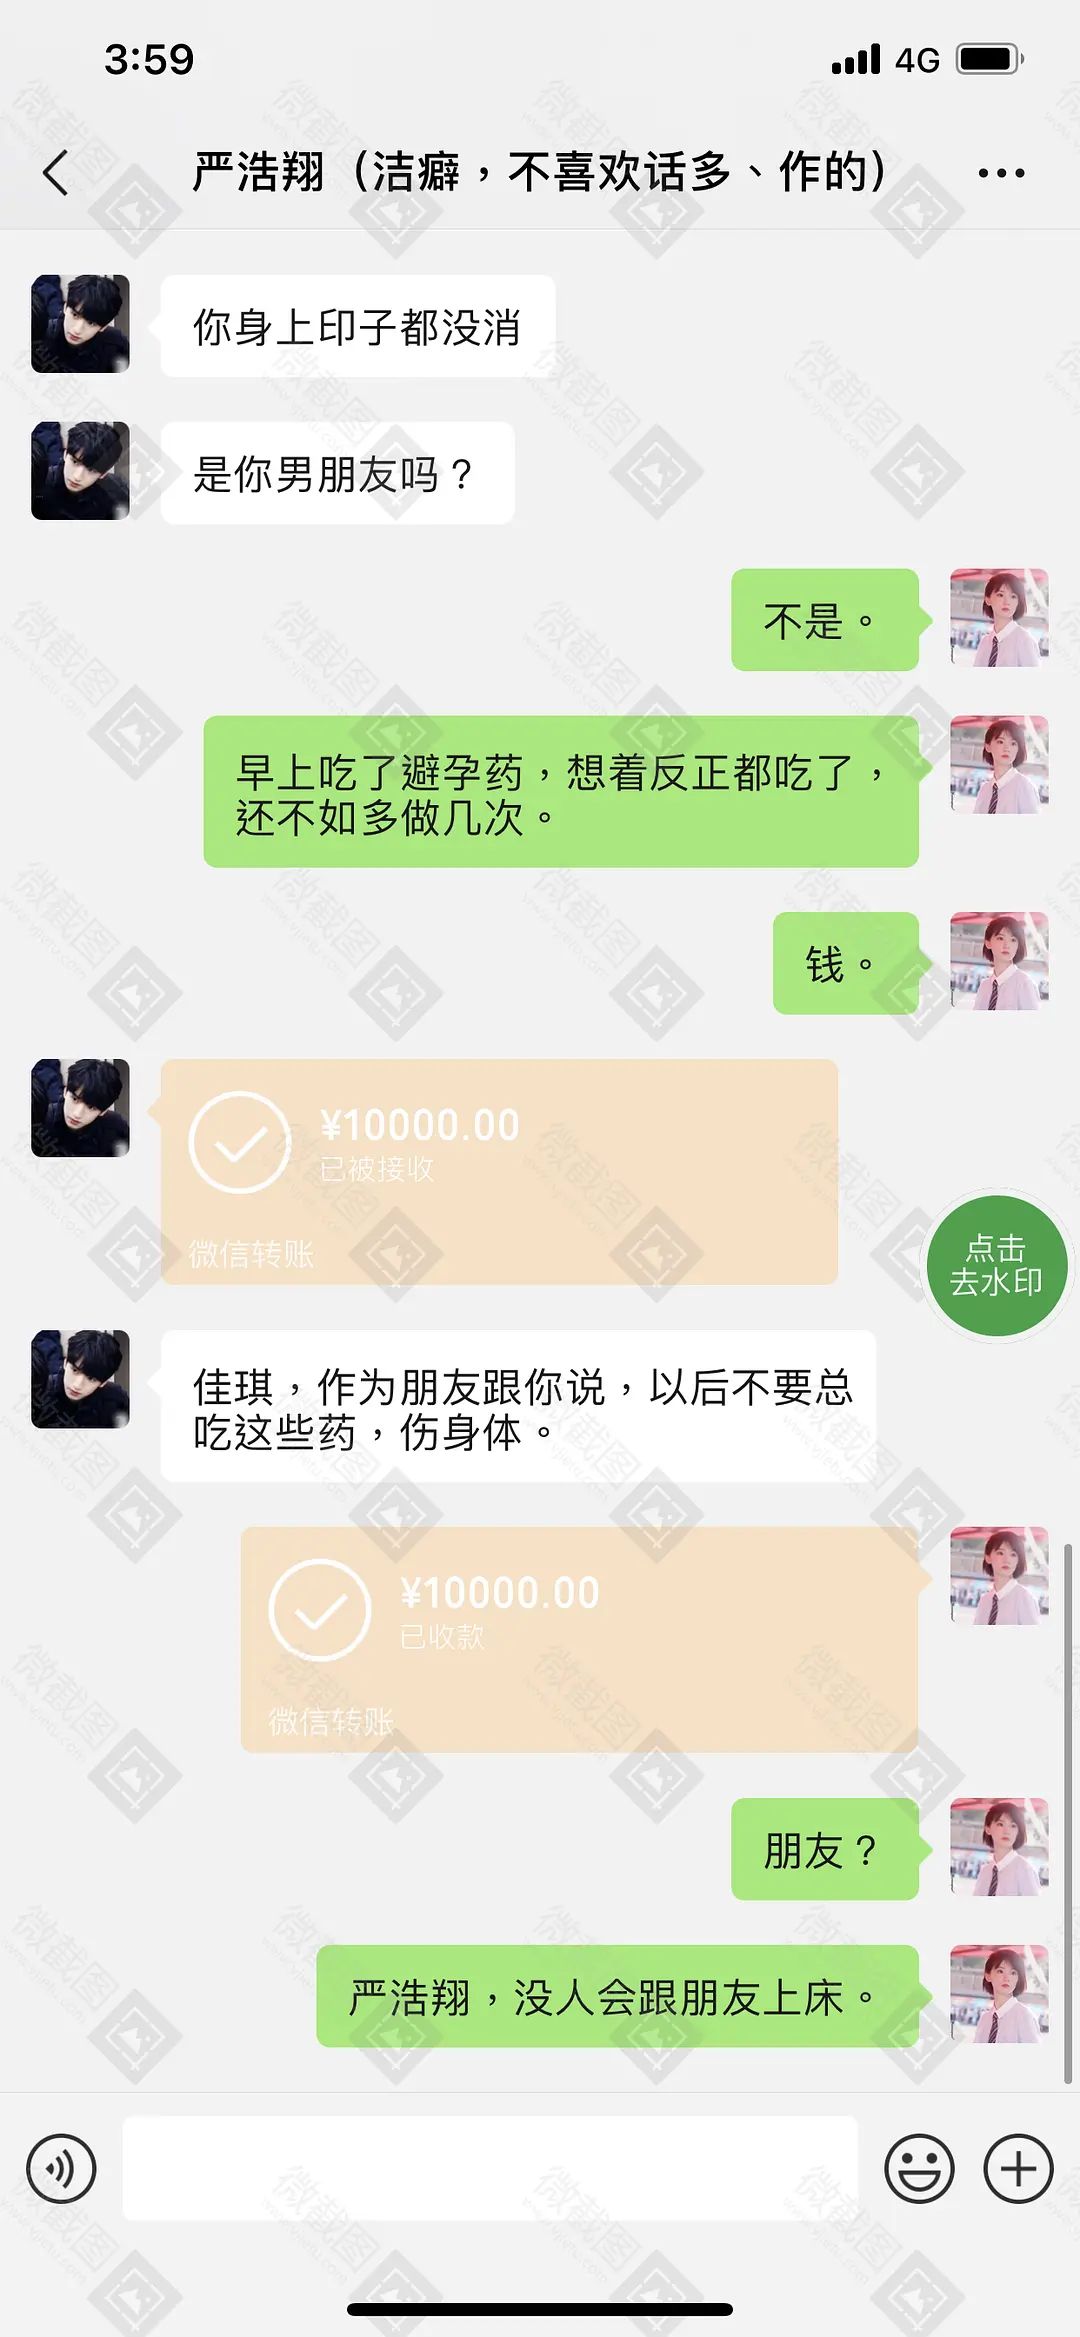 3:59
4G
严浩翔（洁癖，不喜欢话多、作的）
你身上印子都没消
是你男朋友吗？
不是。
早上吃了避孕药，想着反正都吃了，
还不如多做几次。
钱。
¥10000.00
已被接收
微信转账
点击
去水印
佳琪，作为朋友跟你说，以后不要总
吃这些药，伤身体。
¥10000.00
已收款
微信转账
朋友？
严浩翔，没人会跟朋友上床。
微截图